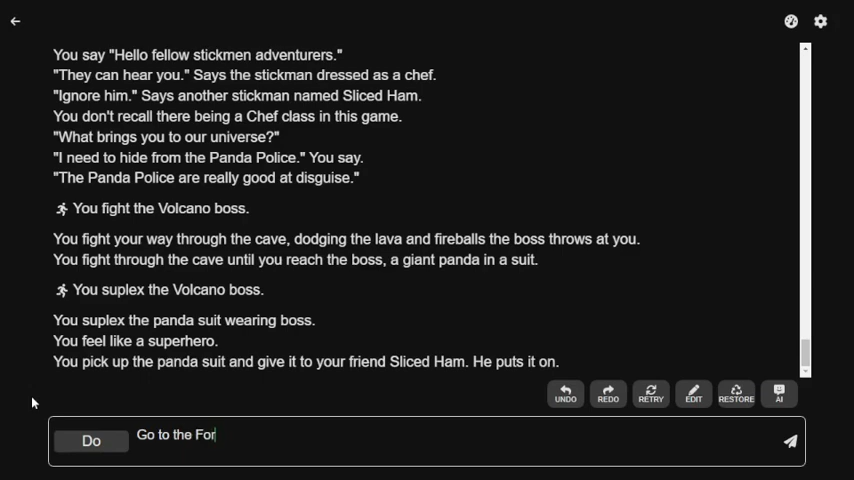 You say "Hello fellow stickmen adventurers."
"They can hear you." Says the stickman dressed as a chef.
"Ignore him." Says another stickman named Sliced Ham.
You don't recall there being a Chef class in this game.
"What brings you to our universe?"
"I need to hide from the Panda Police." You say.
"The Panda Police are really good at disguise."
You fight the Volcano boss.
You fight your way through the cave, dodging the lava and fireballs the boss throws at you.
You fight through the cave until you reach the boss, a giant panda in a suit.
You suplex the Volcano boss.
You suplex the panda suit wearing boss.
You feel like a superhero.
You pick up the panda suit and give it to your friend Sliced Ham. He puts it on.
UNDO REDO RETRY EDIT RESTORE AI
Do Go to the For